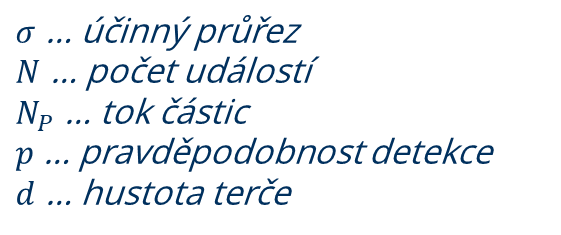 σ ... účinný průřez
N ... počet událostí
N_P ... tok částic
p ... pravděpodobnost detekce
d ... hustota terče